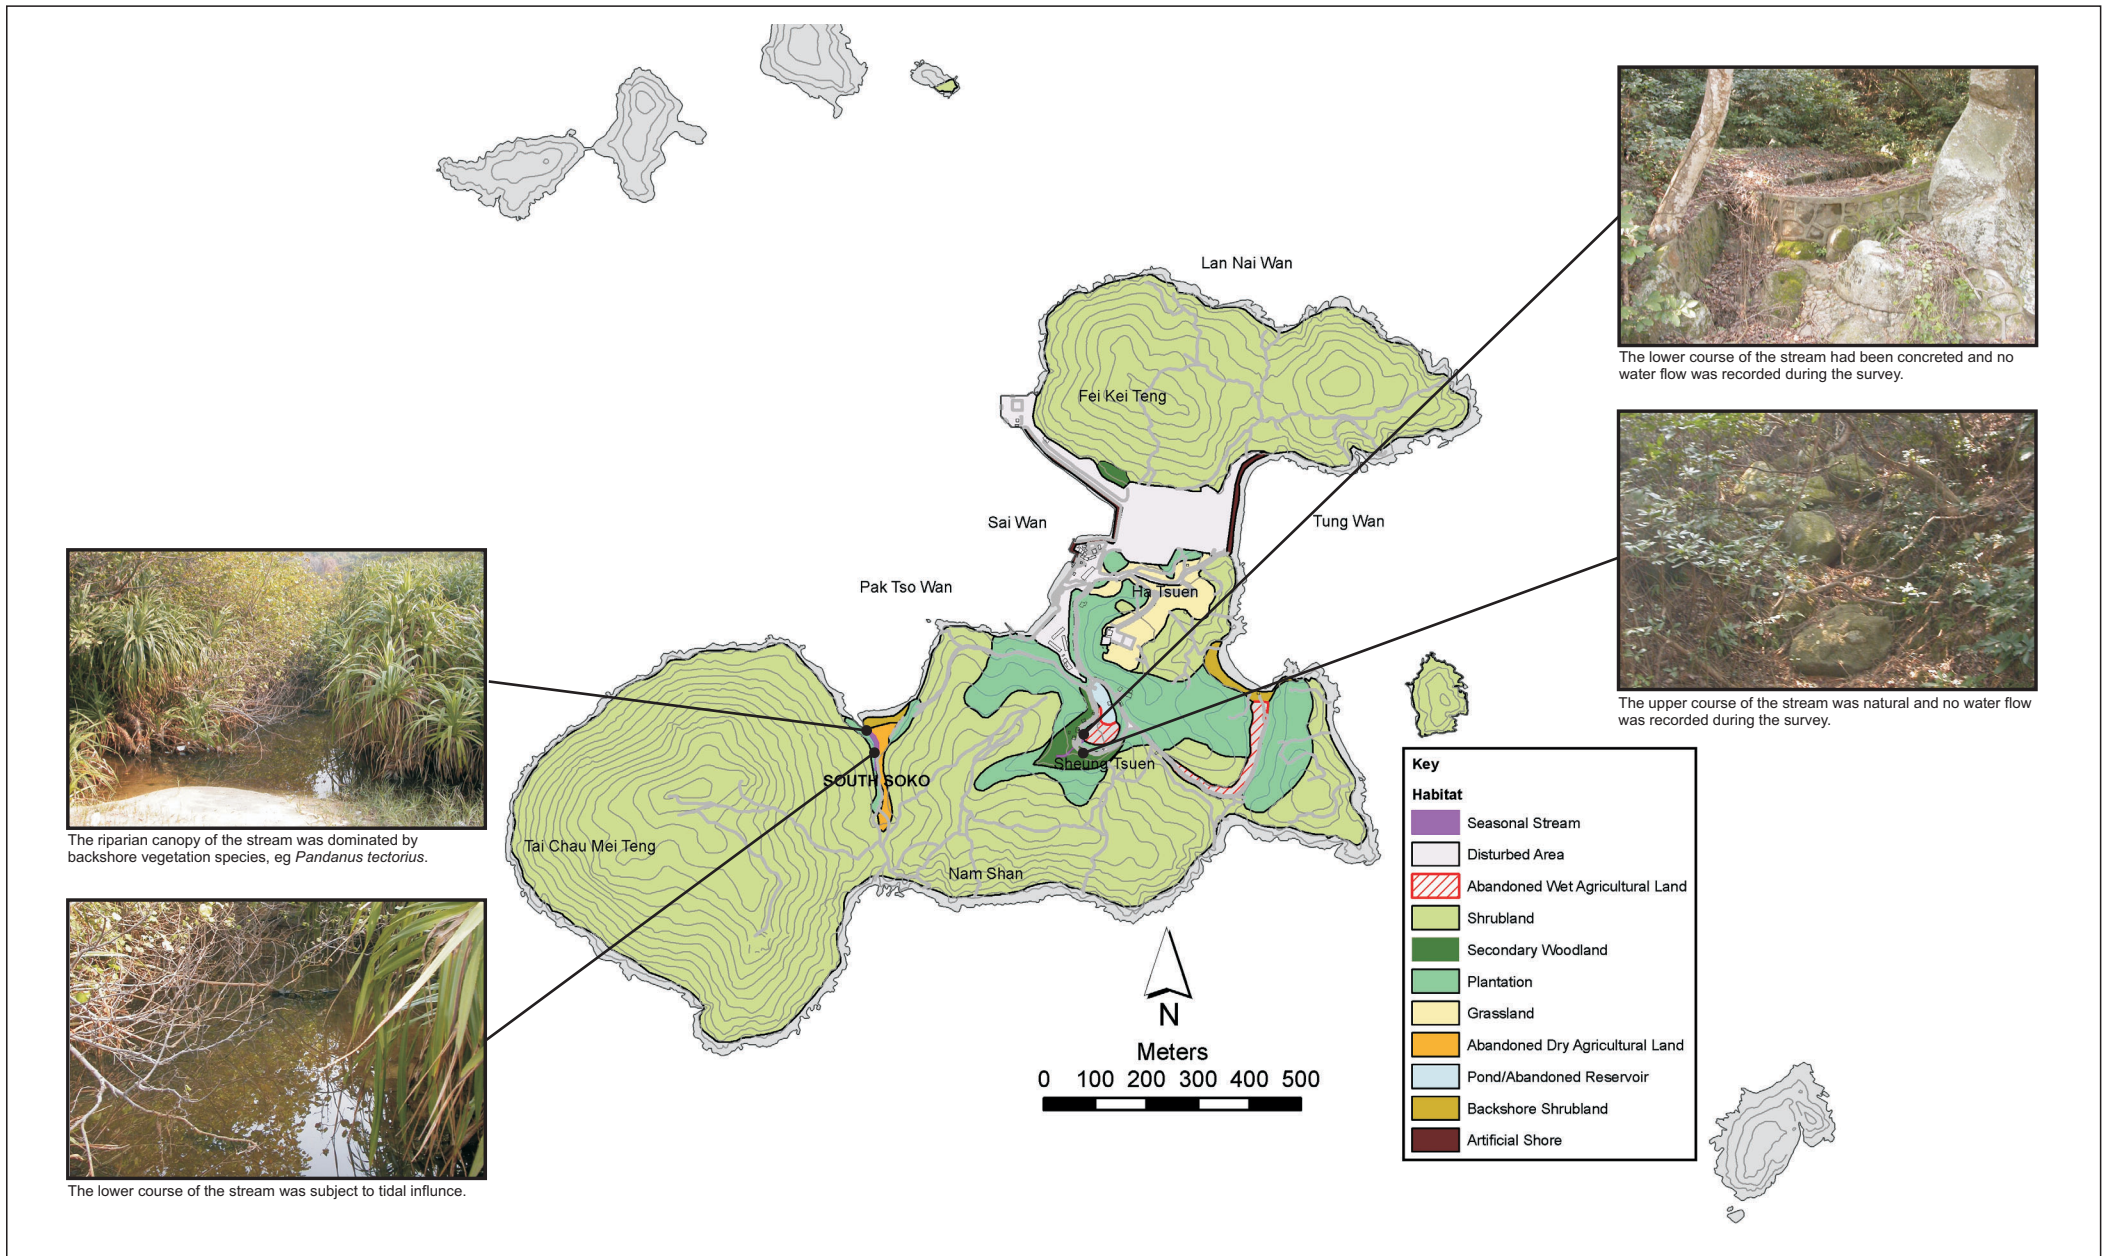 Lan Nai Wan
Fei Kei Teng
Sai Wan
Tung Wan
Pak Tso Wan
Ha Tsuen
Sheung Tsuen
SOUTH SOKO
Tai Chau Mei Teng
Nam Shan
The lower course of the stream had been concreted and no
water flow was recorded during the survey.
The upper course of the stream was natural and no water flow
was recorded during the survey.
The riparian canopy of the stream was dominated by
backshore vegetation species, eg Pandanus tectorius.
The lower course of the stream was subject to tidal influnce.
N
Meters
0 100 200 300 400 500
Key
Habitat
Seasonal Stream
Disturbed Area
Abandoned Wet Agricultural Land
Shrubland
Secondary Woodland
Plantation
Grassland
Abandoned Dry Agricultural Land
Pond/Abandoned Reservoir
Backshore Shrubland
Artificial Shore